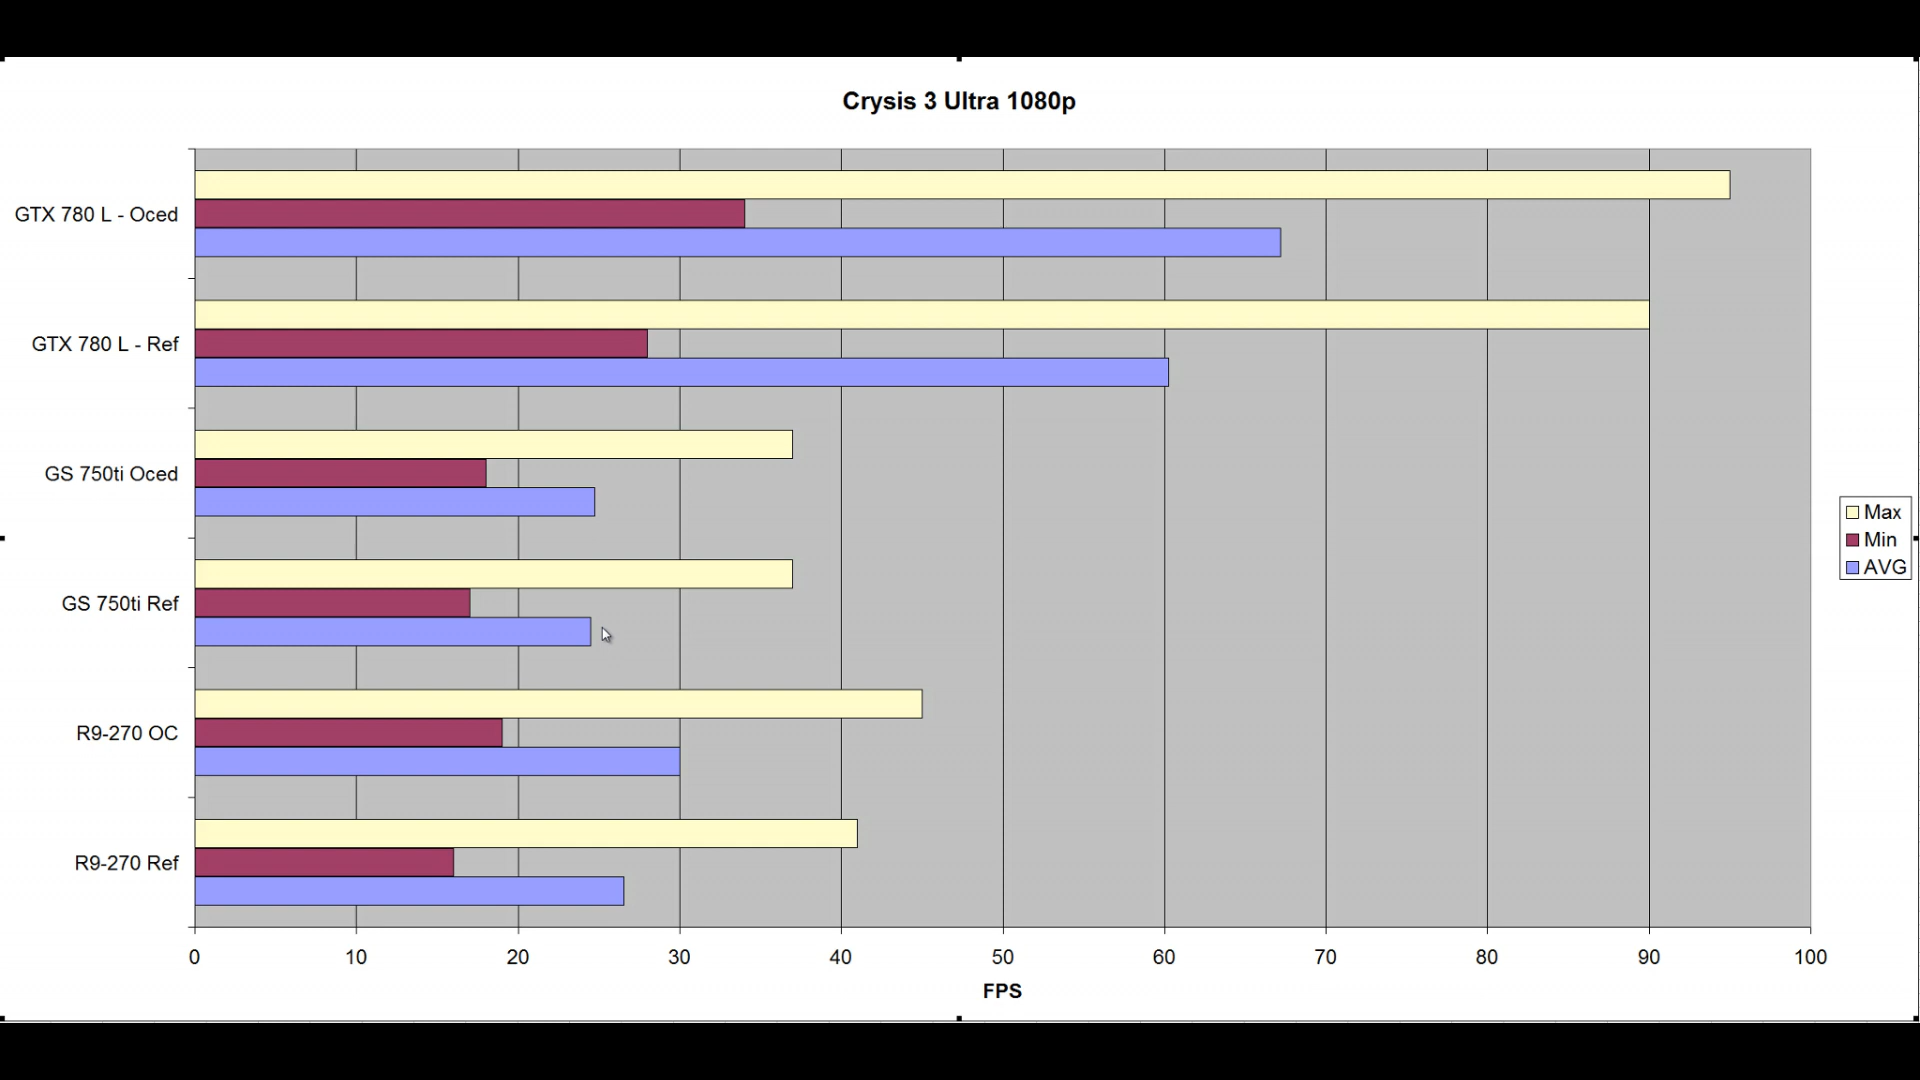 Crysis 3 Ultra 1080p
GTX 780 L - Oced
GTX 780 L - Ref
GS 750ti Oced
GS 750ti Ref
R9-270 OC
R9-270 Ref
Max
Min
AVG
0 10 20 30 40 50 60 70 80 90 100
FPS